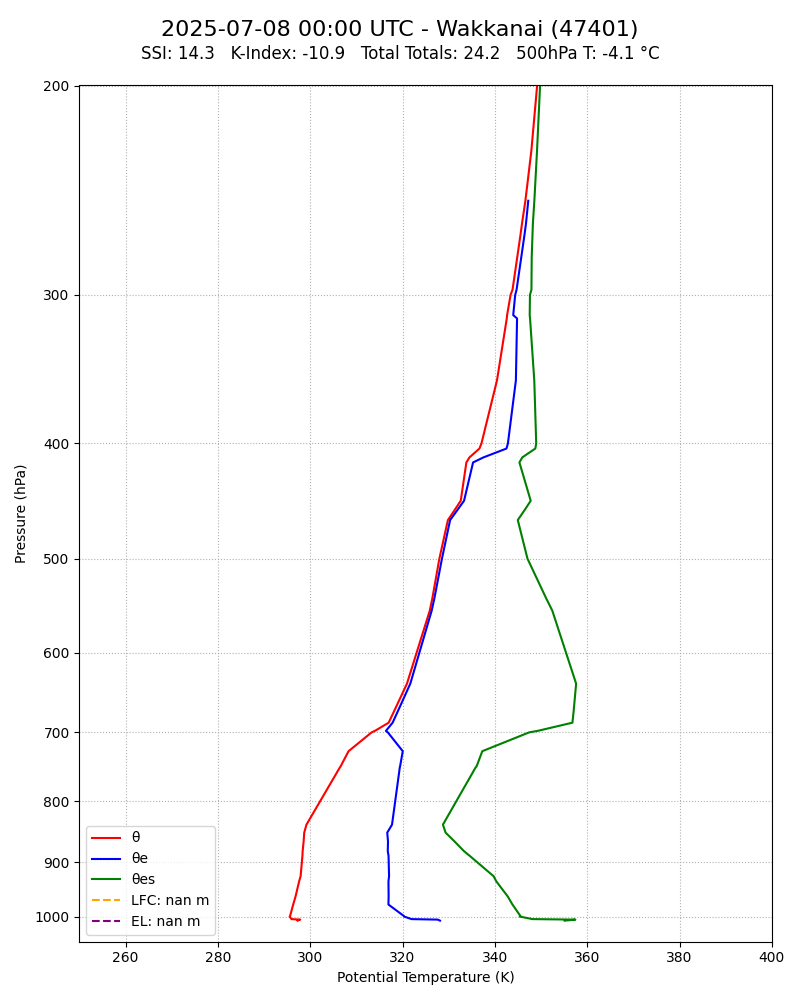 2025-07-08 00:00 UTC - Wakkanai (47401)
SSI: 14.3   K-Index: -10.9   Total Totals: 24.2   500hPa T: -4.1 °C
200
300
400
500
600
700
800
900
1000
Pressure (hPa)
θ
θe
θes
LFC: nan m
EL: nan m
260 280 300 320 340 360 380 400
Potential Temperature (K)